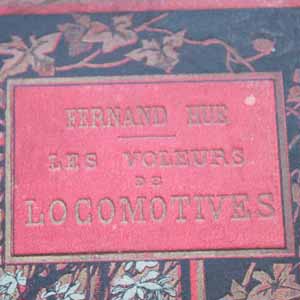 FERNAND HUE
LES VOLEURS
DE
LOCOMOTIVES